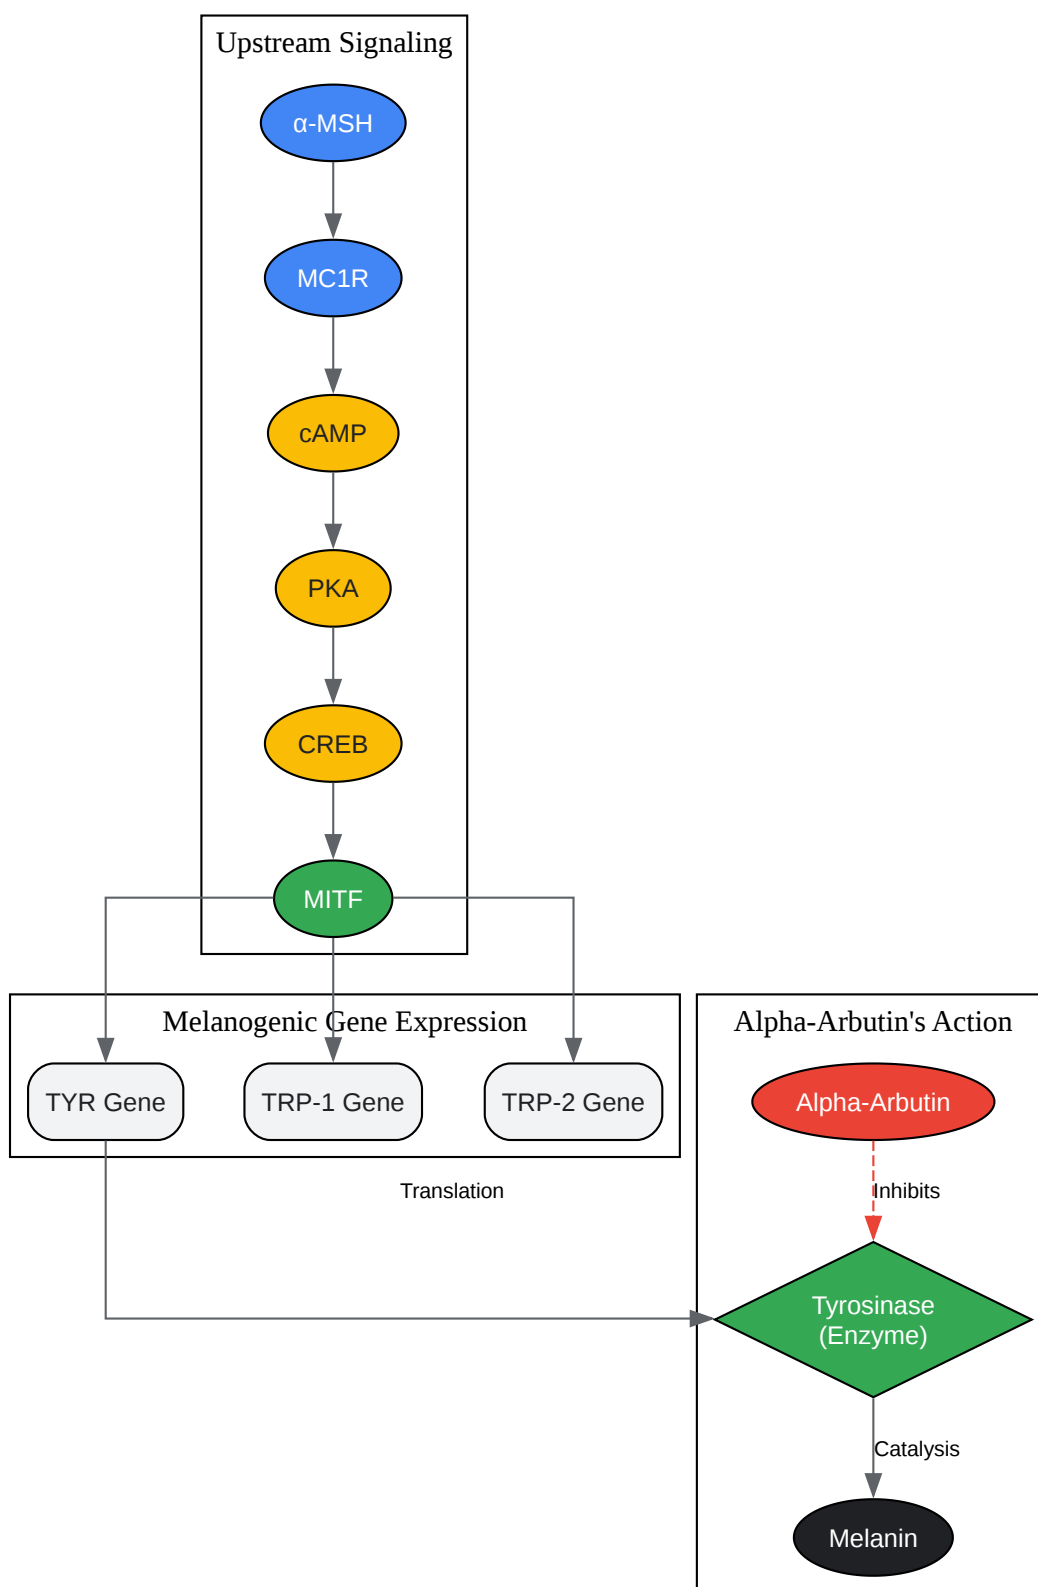 Upstream Signaling
α-MSH
MC1R
cAMP
PKA
CREB
MITF
Melanogenic Gene Expression
TYR Gene
TRP-1 Gene
TRP-2 Gene
Translation
Alpha-Arbutin's Action
Alpha-Arbutin
Inhibits
Tyrosinase
(Enzyme)
Catalysis
Melanin